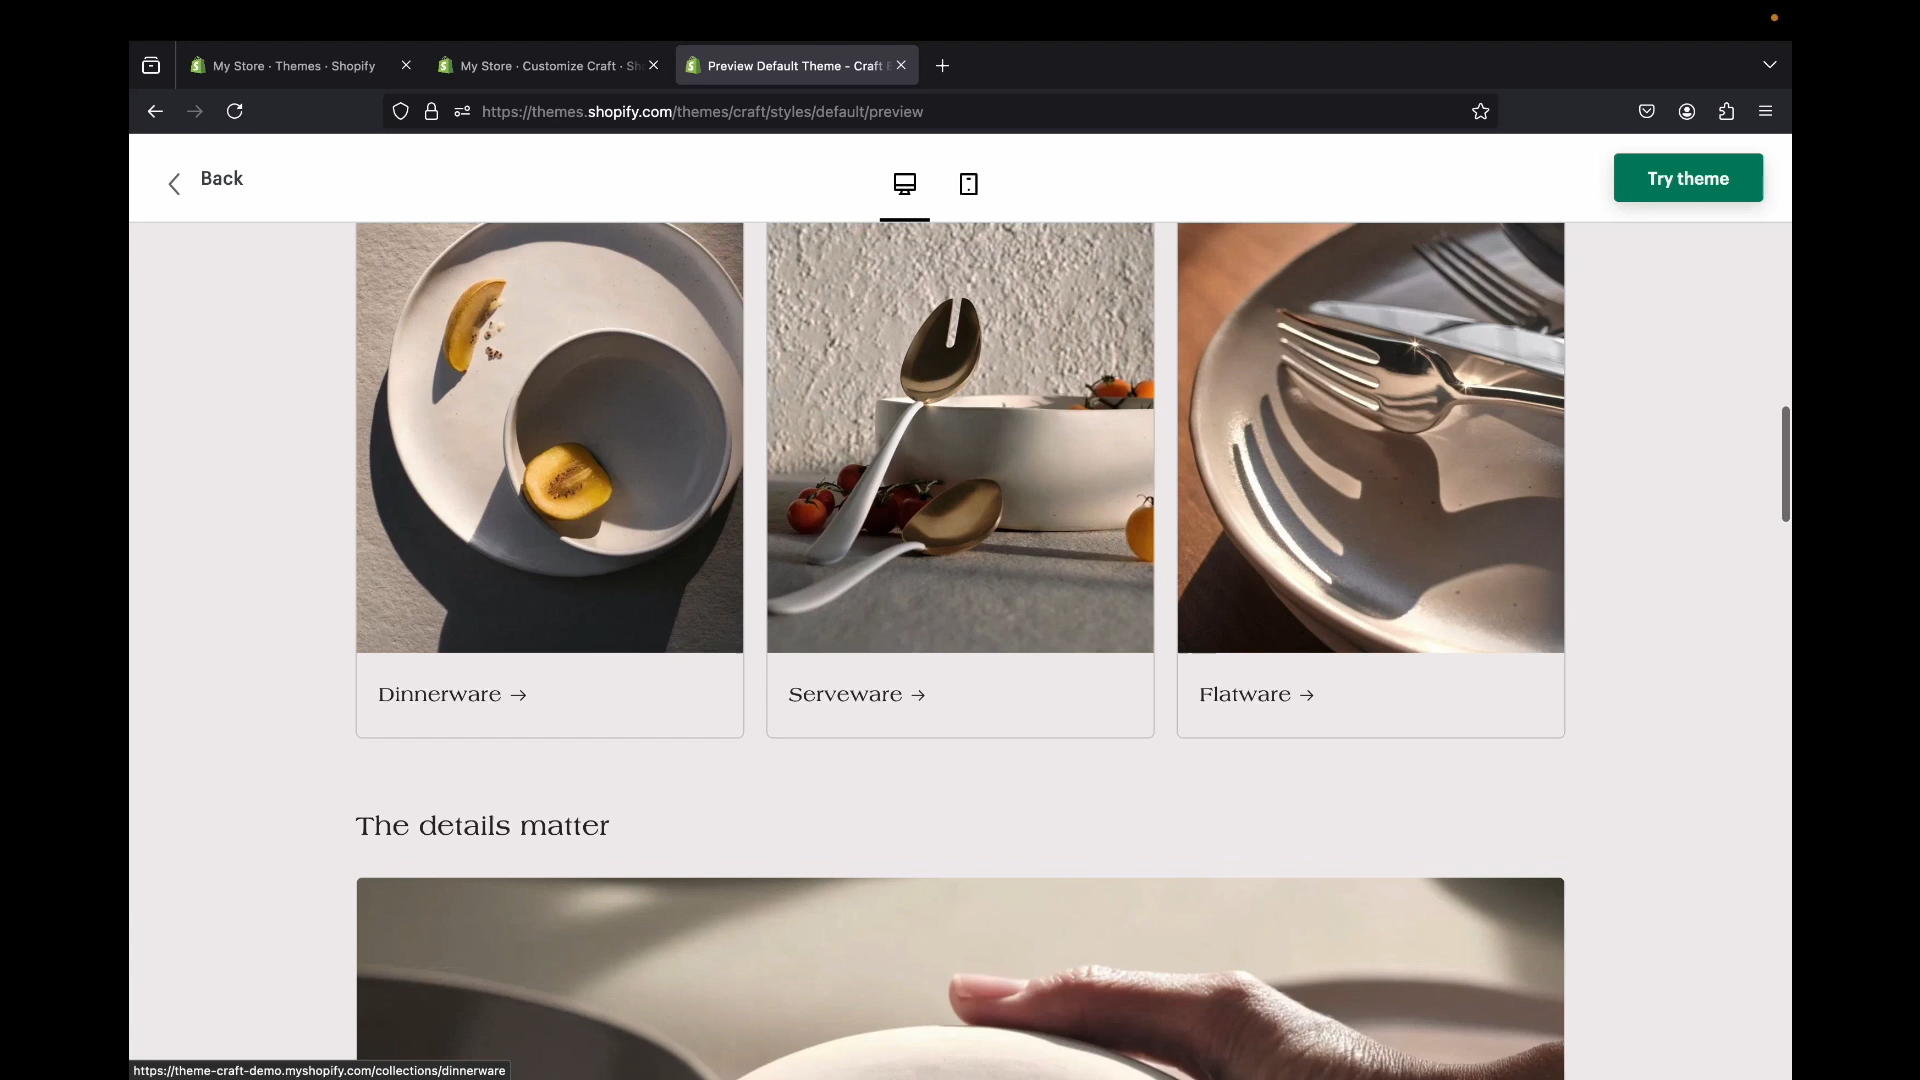 My Store · Themes · Shopify
My Store · Customize Craft · Sh
Preview Default Theme - Craft E
https://themes.shopify.com/themes/craft/styles/default/preview
Back
Try theme
Dinnerware →
Serveware →
Flatware →
The details matter
https://theme-craft-demo.myshopify.com/collections/dinnerware